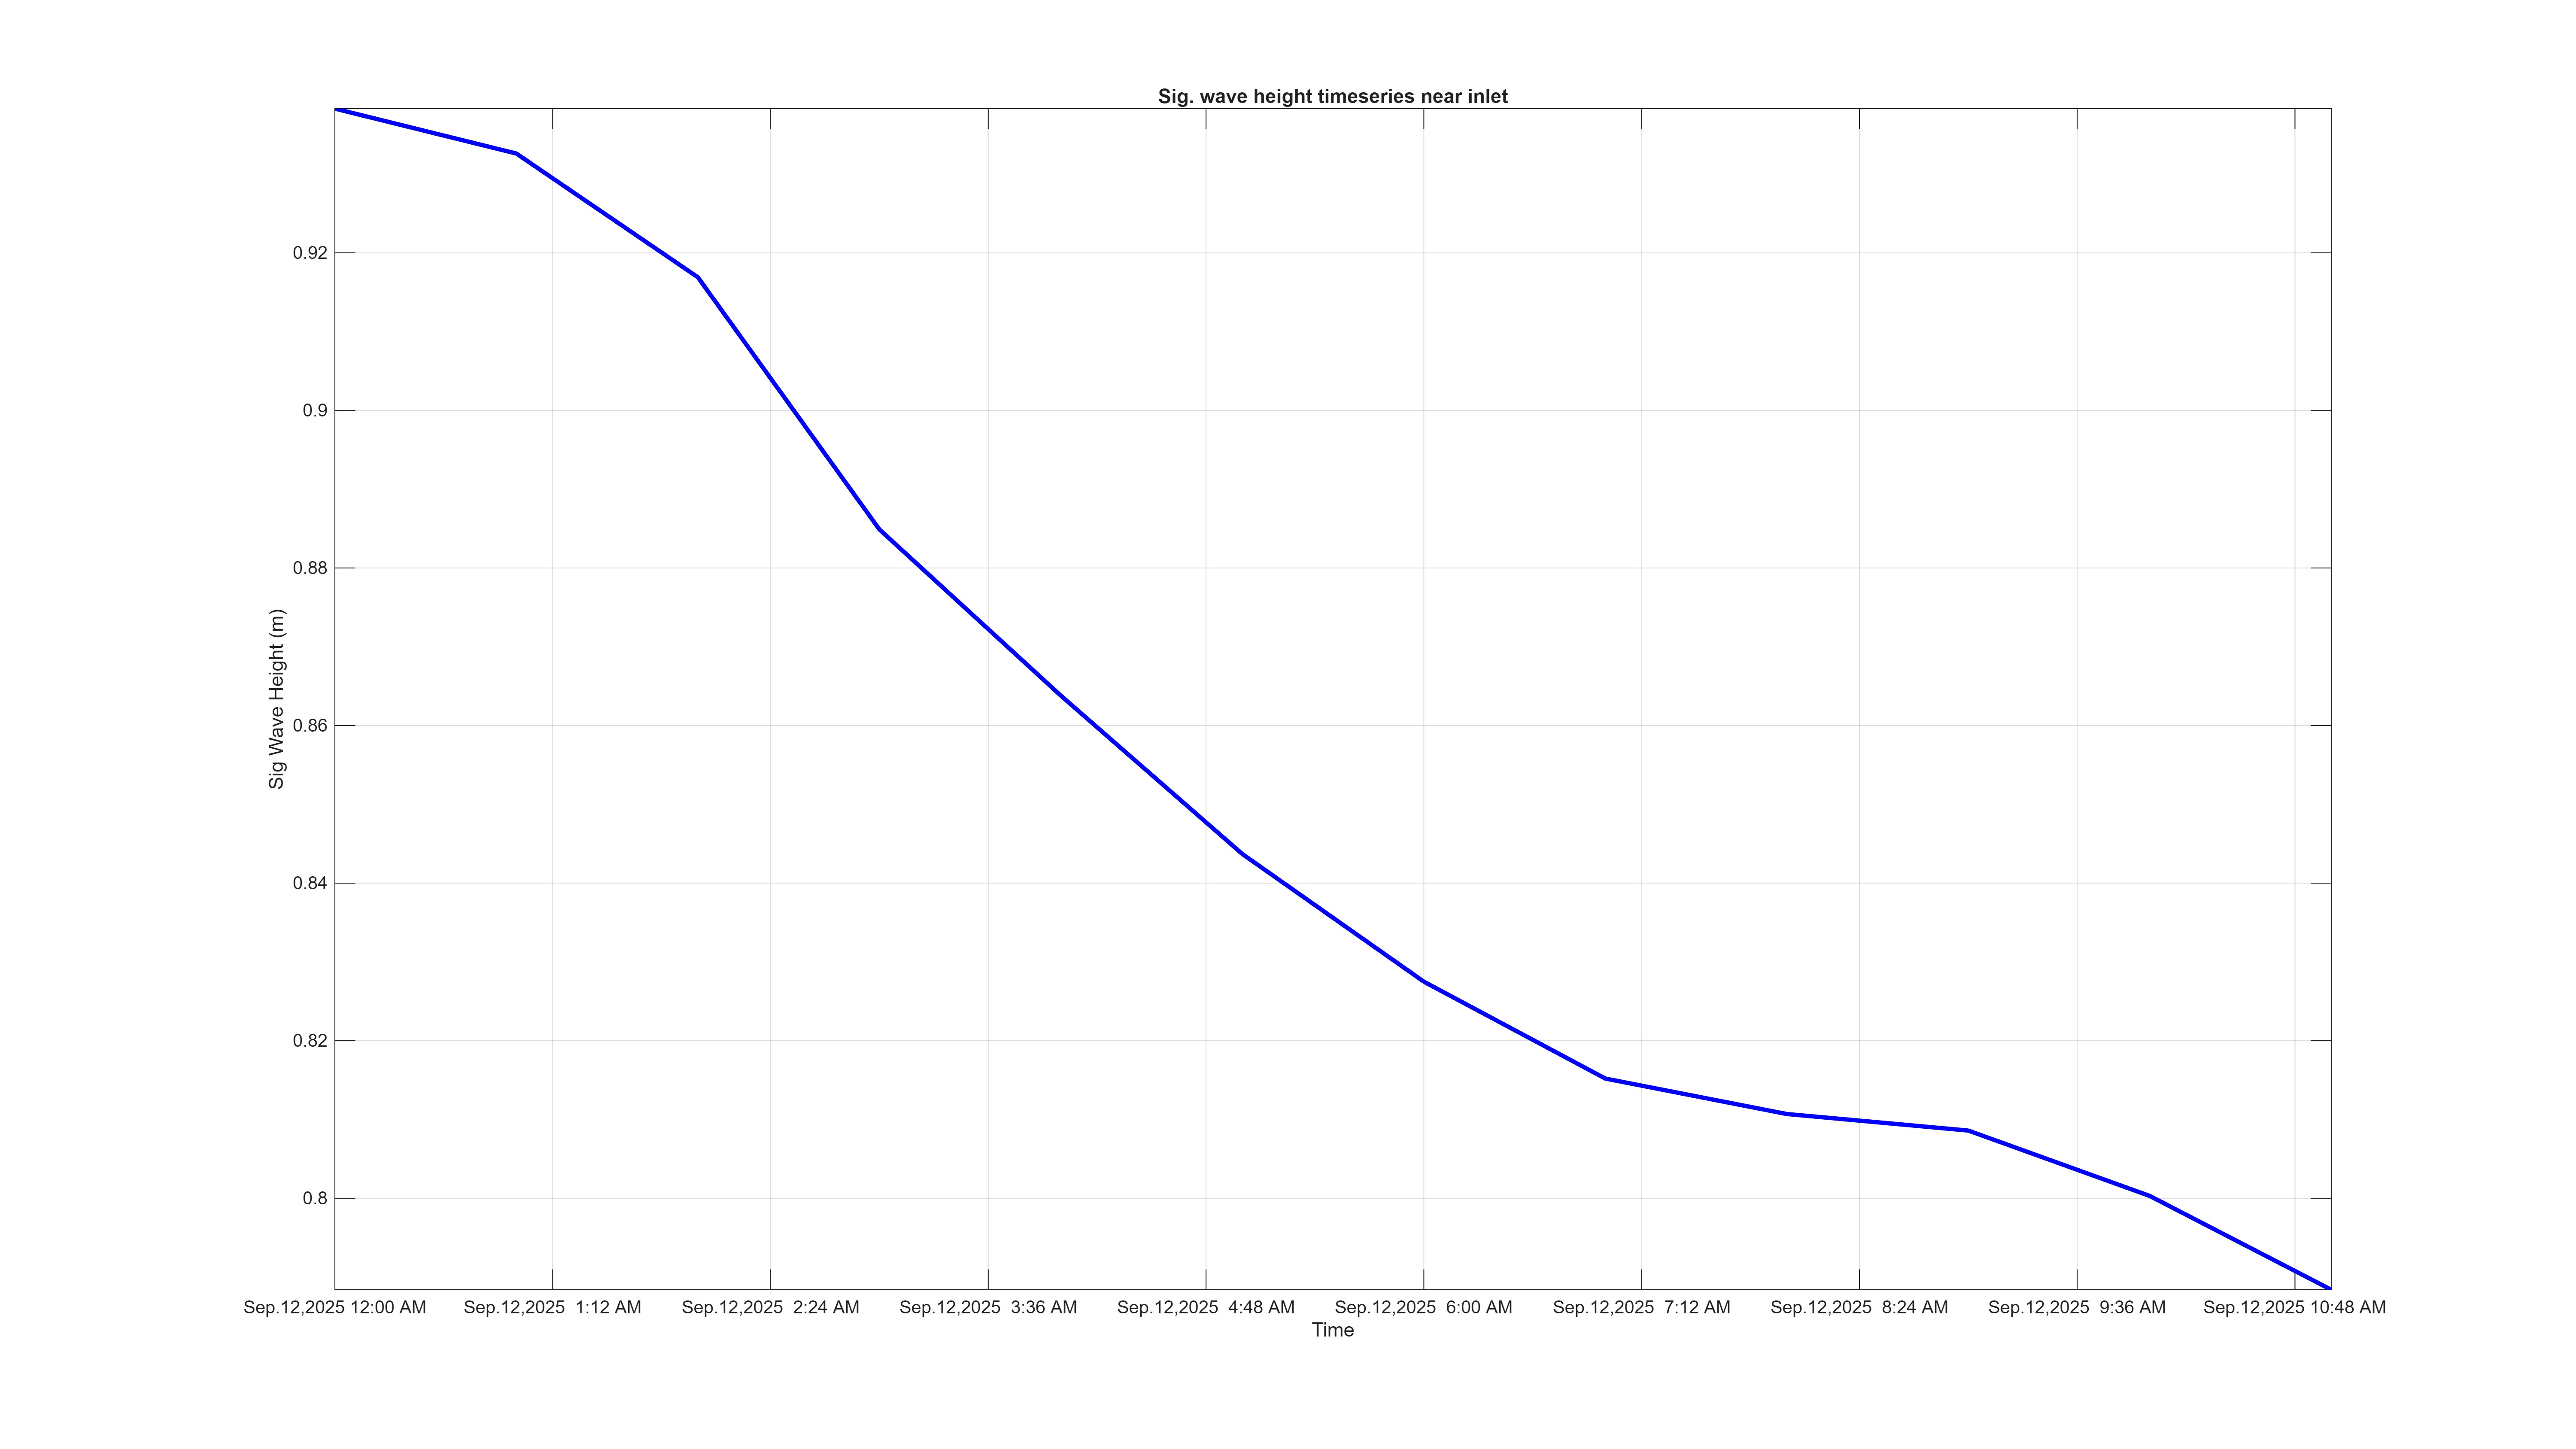 Sig. wave height timeseries near inlet
0.92
0.9
0.88
0.86
0.84
0.82
0.8
Sig Wave Height (m)
Sep.12,2025 12:00 AM
Sep.12,2025  1:12 AM
Sep.12,2025  2:24 AM
Sep.12,2025  3:36 AM
Sep.12,2025  4:48 AM
Sep.12,2025  6:00 AM
Sep.12,2025  7:12 AM
Sep.12,2025  8:24 AM
Sep.12,2025  9:36 AM
Sep.12,2025 10:48 AM
Time